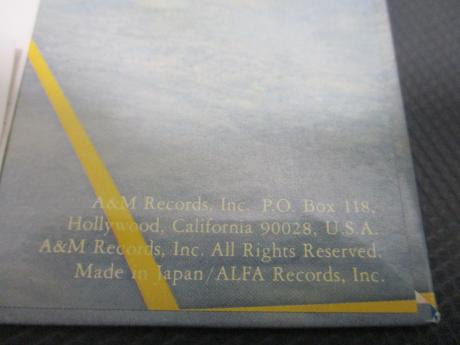 A&M Records, Inc. P.O. Box 118,
Hollywood, California 90028, U.S.A.
A&M Records, Inc. All Rights Reserved.
Made in Japan/ALFA Records, Inc.